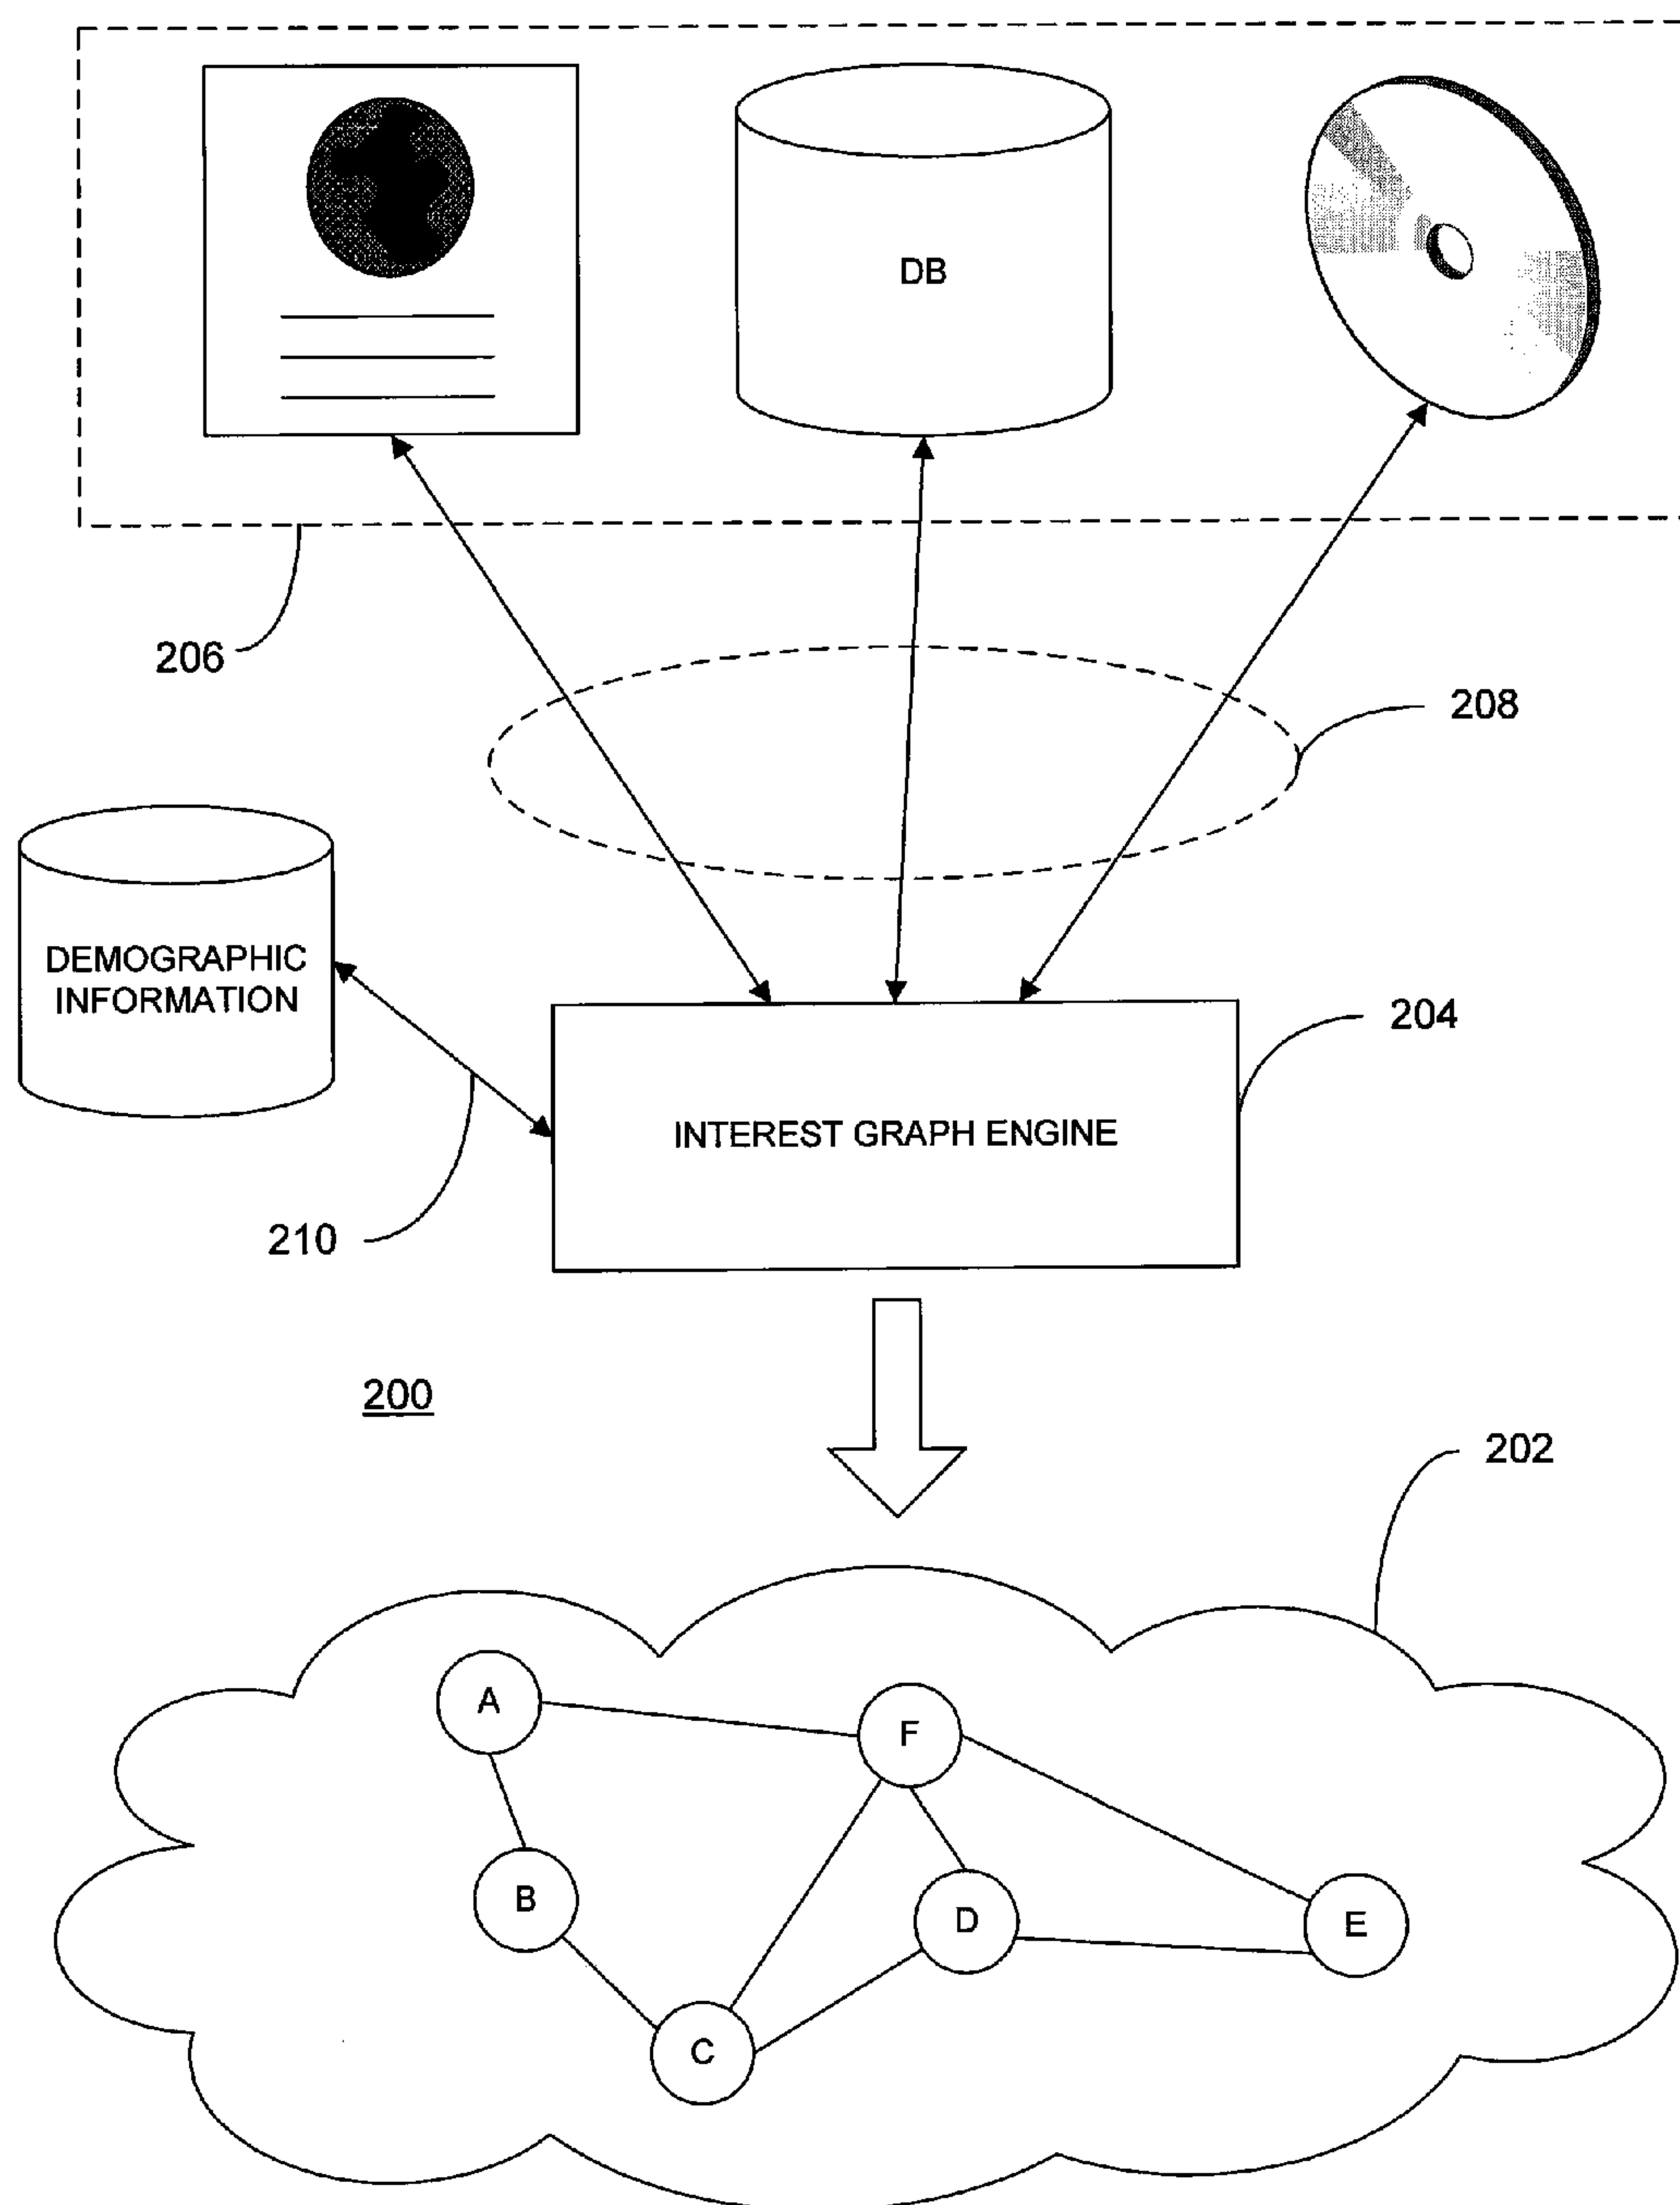 DB
206
208
DEMOGRAPHIC
INFORMATION
204
INTEREST GRAPH ENGINE
210
200
202
A
F
B
D
E
C